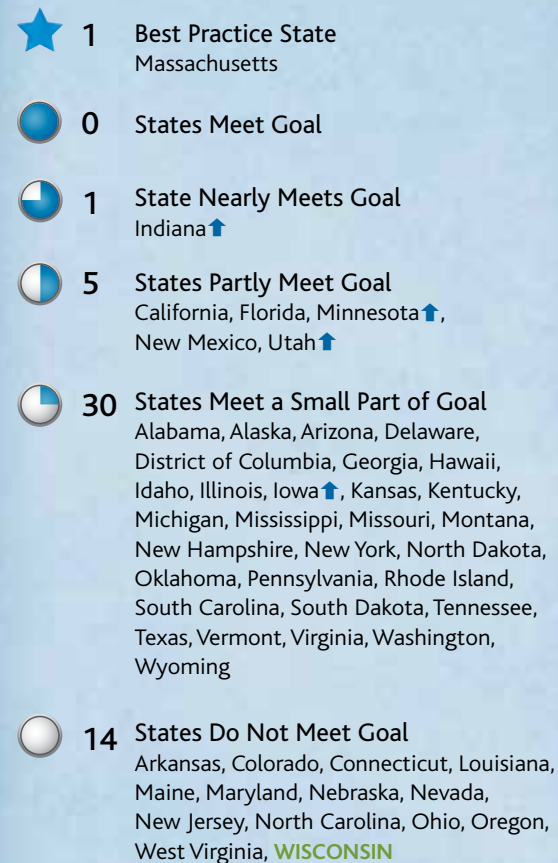 1 Best Practice State
Massachusetts
0 States Meet Goal
1 State Nearly Meets Goal
Indiana⬆
5 States Partly Meet Goal
California, Florida, Minnesota⬆,
New Mexico, Utah⬆
30 States Meet a Small Part of Goal
Alabama, Alaska, Arizona, Delaware,
District of Columbia, Georgia, Hawaii,
Idaho, Illinois, Iowa⬆, Kansas, Kentucky,
Michigan, Mississippi, Missouri, Montana,
New Hampshire, New York, North Dakota,
Oklahoma, Pennsylvania, Rhode Island,
South Carolina, South Dakota, Tennessee,
Texas, Vermont, Virginia, Washington,
Wyoming
14 States Do Not Meet Goal
Arkansas, Colorado, Connecticut, Louisiana,
Maine, Maryland, Nebraska, Nevada,
New Jersey, North Carolina, Ohio, Oregon,
West Virginia, WISCONSIN